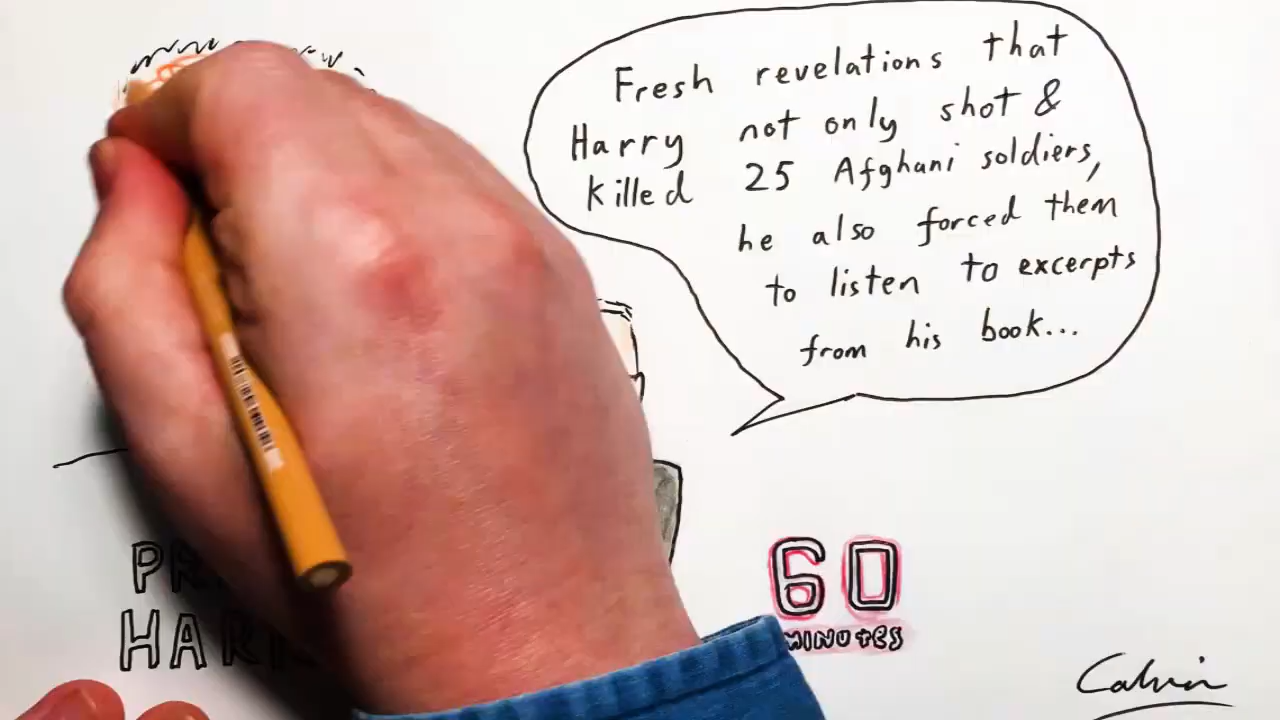 Fresh revelations that
Harry not only shot &
killed 25 Afghani soldiers,
he also forced them
to listen to excerpts
from his book...
60
MINUTES
Calvin